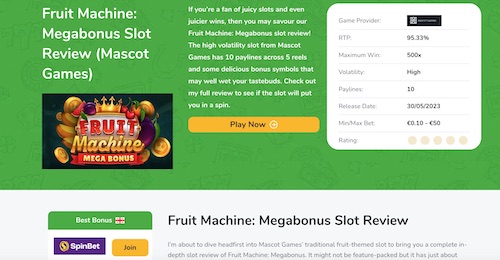 Fruit Machine:
Megabonus Slot
Review (Mascot
Games)
FRUIT
Machine
MEGA BONUS
If you're a fan of juicy slots and even
juicier wins, then you may savour our
Fruit Machine: Megabonus slot review!
The high volatility slot from Mascot
Games has 10 paylines across 5 reels
and some delicious bonus symbols that
may well wet your tastebuds. Check out
my full review to see if the slot will put
you in a spin.
Play Now
Game Provider:
RTP: 95.33%
Maximum Win: 500x
Volatility: High
Paylines: 10
Release Date: 30/05/2023
Min/Max Bet: €0.10 - €50
Rating:
Best Bonus
SpinBet
Join
Fruit Machine: Megabonus Slot Review
I'm about to dive headfirst into Mascot Games' traditional fruit-themed slot to bring you a complete in-
depth slot review of Fruit Machine: Megabonus. It might not be feature-packed but it has just about